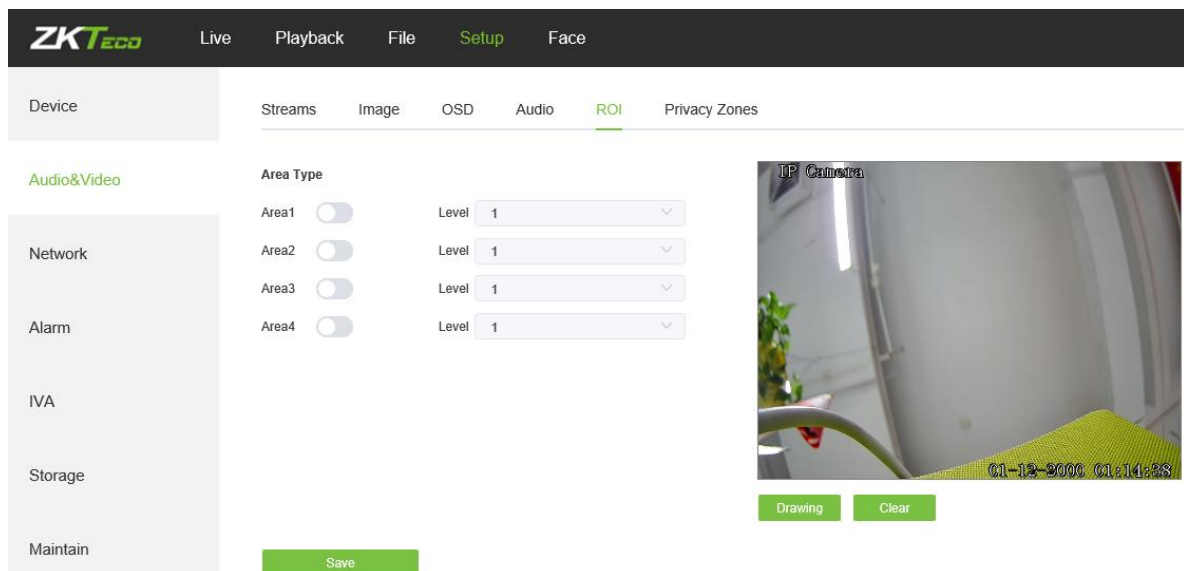 ZKTeco Live Playback File Setup Face
Device
Audio&Video
Network
Alarm
IVA
Storage
Maintain
Streams Image OSD Audio ROI Privacy Zones
Area Type
Area1 Level 1
Area2 Level 1
Area3 Level 1
Area4 Level 1
Save
IP Camera
01-12-2000 01:14:38
Drawing Clear